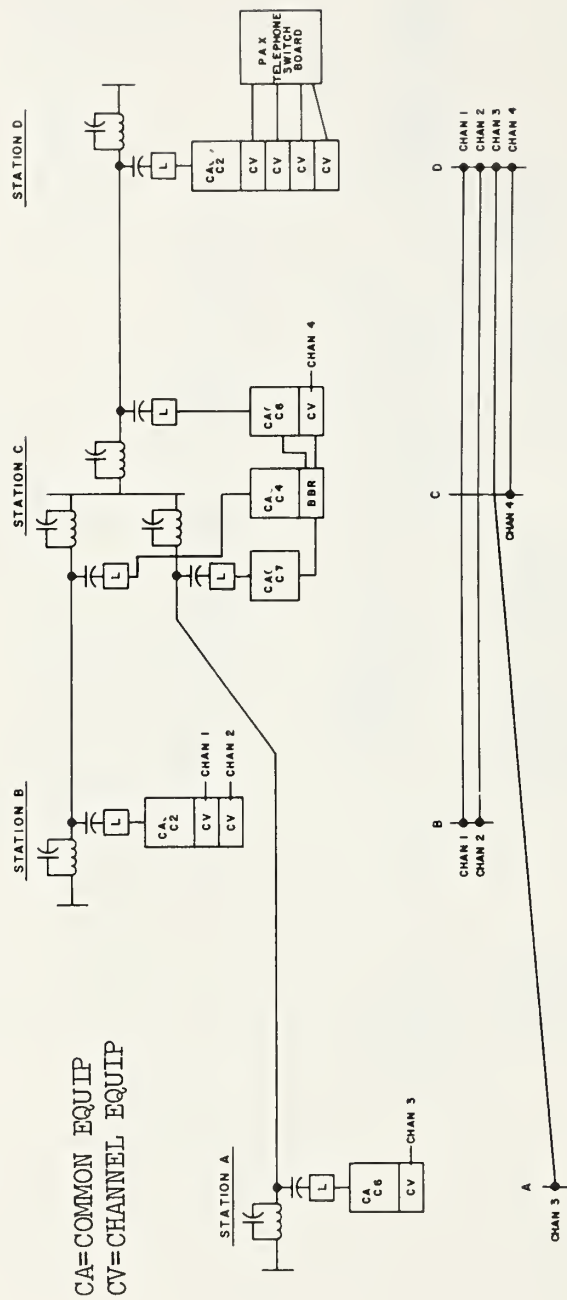 CA=COMMON EQUIP
CV=CHANNEL EQUIP
STATION A
L
CA
C6
CV
CHAN 3
STATION B
L
CA
C2
CV
CHAN 1
CV
CHAN 2
STATION C
L
L
L
CA
C7
CA
C4
BBR
CA
C6
CV
CHAN 4
STATION D
L
CA
C2
CV
CV
CV
CV
PAX
TELEPHONE
SWITCH
BOARD
A
CHAN 3
B
CHAN 1
CHAN 2
C
CHAN 4
D
CHAN 1
CHAN 2
CHAN 3
CHAN 4